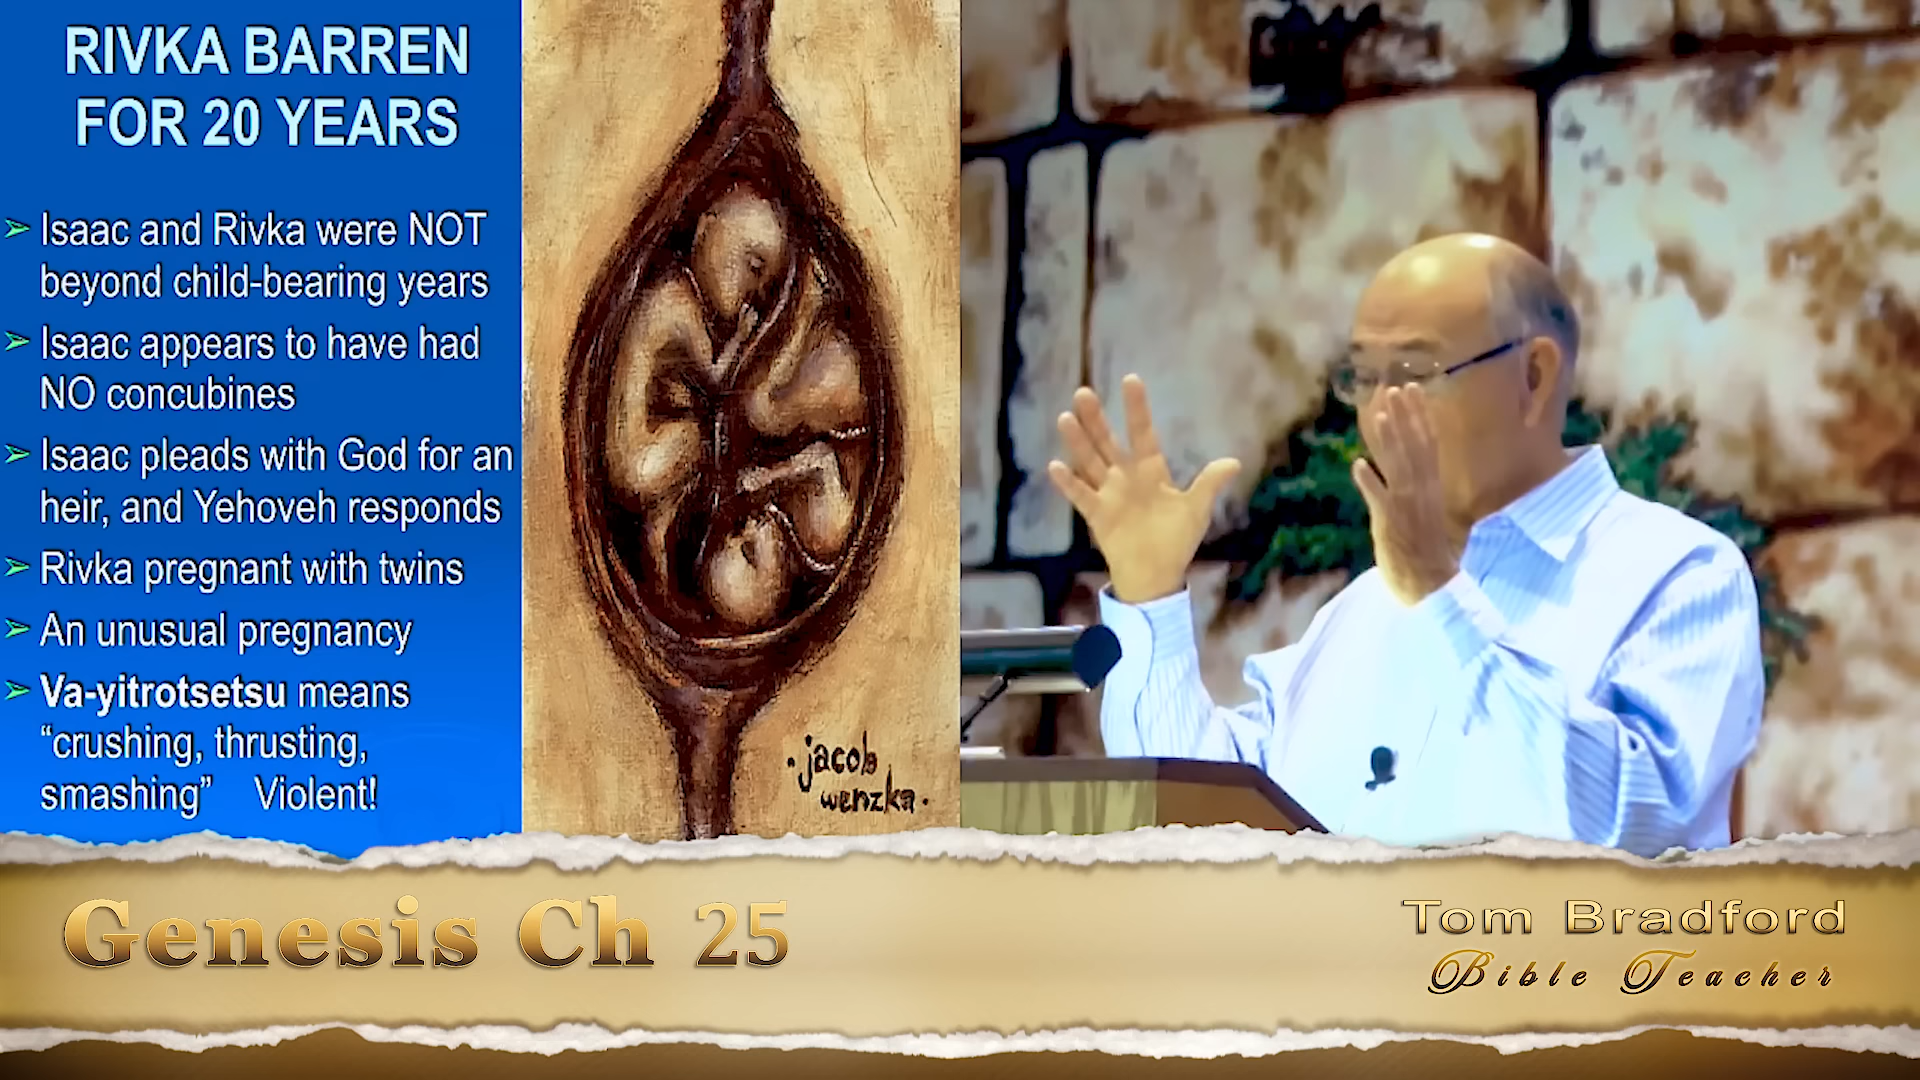 RIVKA BARREN
FOR 20 YEARS
➢ Isaac and Rivka were NOT
beyond child-bearing years
➢ Isaac appears to have had
NO concubines
➢ Isaac pleads with God for an
heir, and Yehoveh responds
➢ Rivka pregnant with twins
➢ An unusual pregnancy
➢ Va-yitrotsetsu means
“crushing, thrusting,
smashing” Violent!
jacob
wenzka.
Genesis Ch 25
Tom Bradford
Bible Teacher